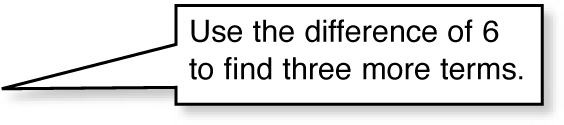 Use the difference of 6
to find three more terms.